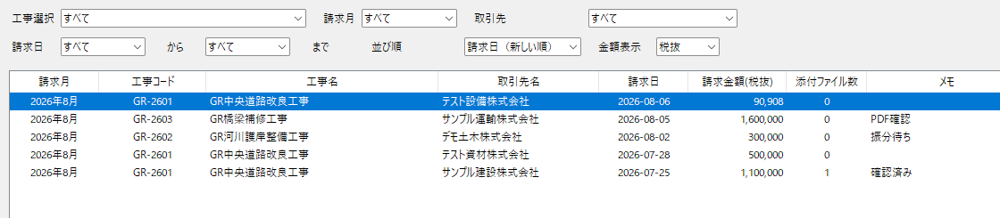 工事選択 すべて 請求月 すべて 取引先 すべて
請求日 すべて から すべて まで 並び順 請求日（新しい順） 金額表示 税抜
請求月 工事コード 工事名 取引先名 請求日 請求金額(税抜) 添付ファイル数 メモ
2026年8月 GR-2601 GR中央道路改良工事 テスト設備株式会社 2026-08-06 90,908 0
2026年8月 GR-2603 GR橋梁補修工事 サンプル運輸株式会社 2026-08-05 1,600,000 0 PDF確認
2026年8月 GR-2602 GR河川護岸整備工事 デモ土木株式会社 2026-08-02 300,000 0 振分待ち
2026年8月 GR-2601 GR中央道路改良工事 テスト資材株式会社 2026-07-28 500,000 0
2026年8月 GR-2601 GR中央道路改良工事 サンプル建設株式会社 2026-07-25 1,100,000 1 確認済み